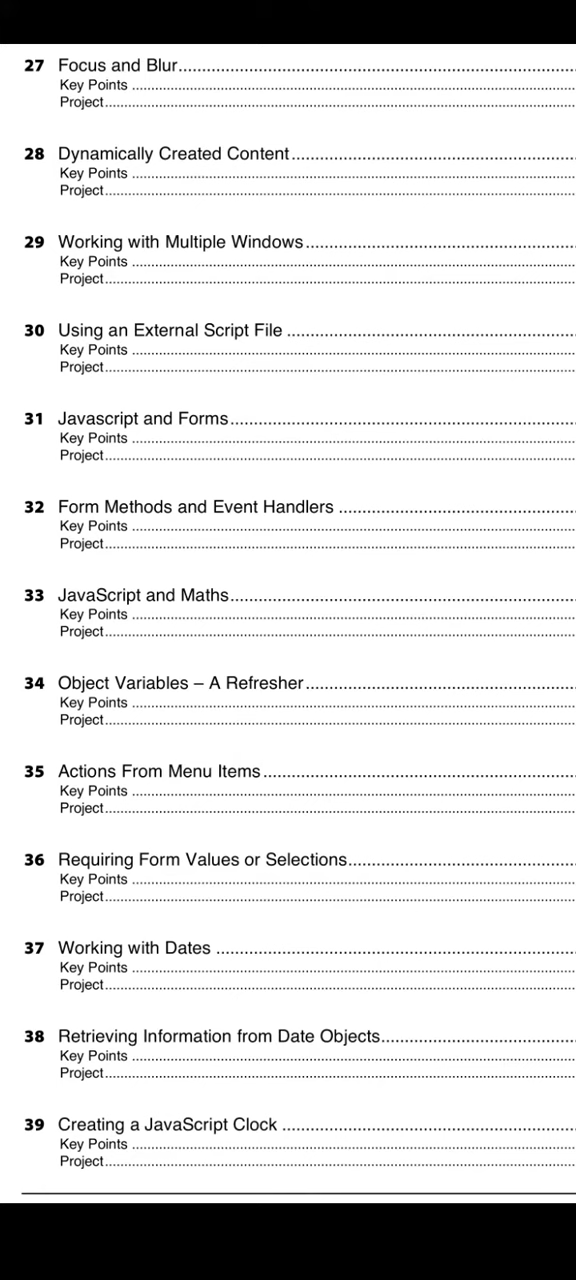 27 Focus and Blur
Key Points
Project
28 Dynamically Created Content
Key Points
Project
29 Working with Multiple Windows
Key Points
Project
30 Using an External Script File
Key Points
Project
31 Javascript and Forms
Key Points
Project
32 Form Methods and Event Handlers
Key Points
Project
33 JavaScript and Maths
Key Points
Project
34 Object Variables – A Refresher
Key Points
Project
35 Actions From Menu Items
Key Points
Project
36 Requiring Form Values or Selections
Key Points
Project
37 Working with Dates
Key Points
Project
38 Retrieving Information from Date Objects
Key Points
Project
39 Creating a JavaScript Clock
Key Points
Project